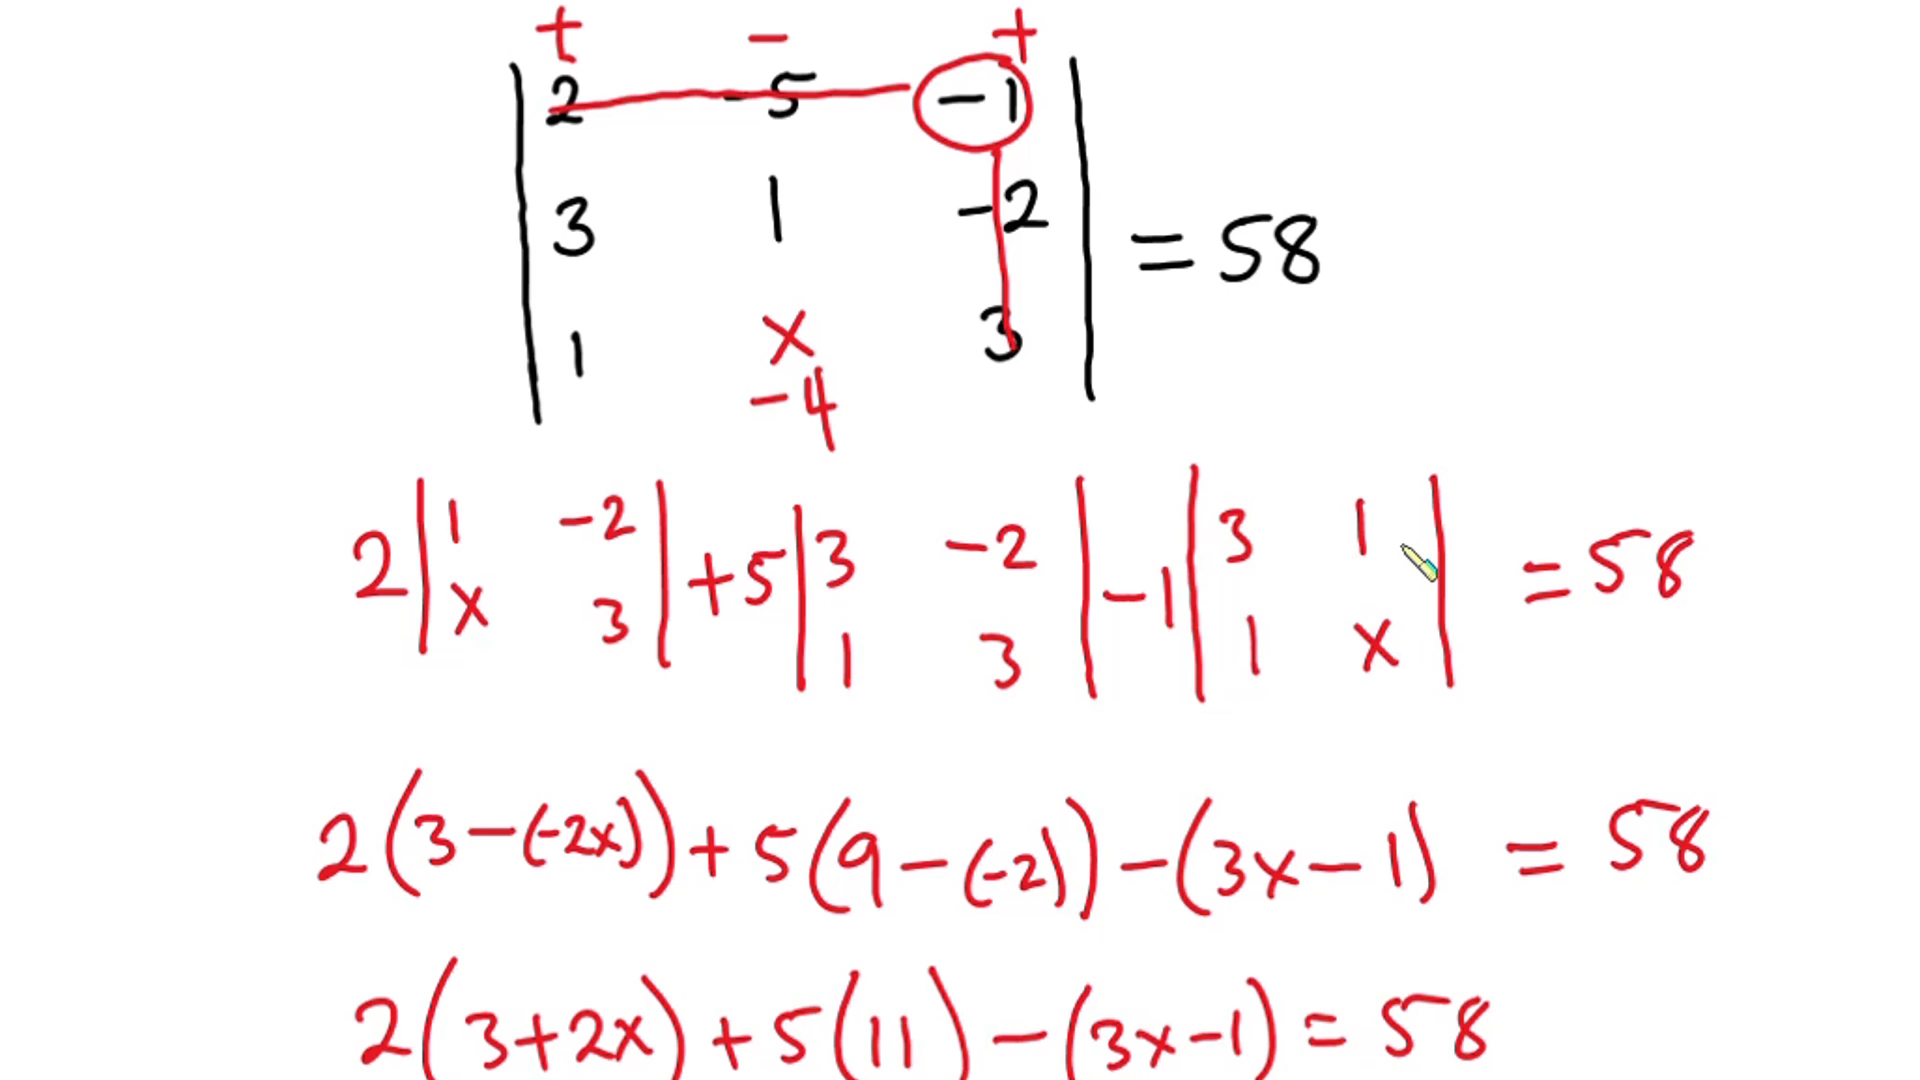 + - +
| 2 -5 -1 |
| 3 1 -2 | = 58
| 1 x 3 |
-4
2 | 1 -2 | + 5 | 3 -2 | - 1 | 3 1 | = 58
| x 3 | | 1 3 | | 1 x |
2(3-(-2x)) + 5(9-(-2)) - (3x-1) = 58
2(3+2x) + 5(11) - (3x-1) = 58